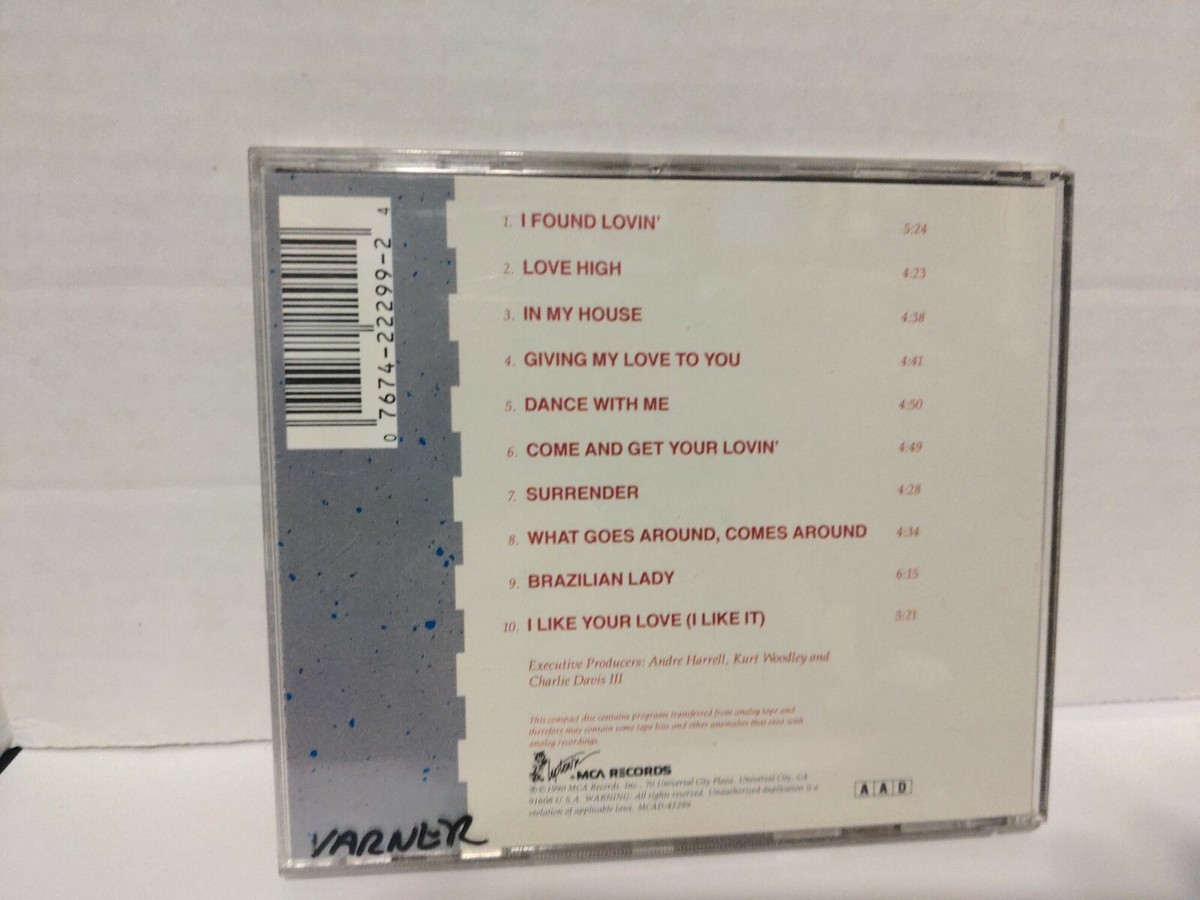 0 7674-22299-2 4
1. I FOUND LOVIN' 5:24
2. LOVE HIGH 4:23
3. IN MY HOUSE 4:38
4. GIVING MY LOVE TO YOU 4:41
5. DANCE WITH ME 4:50
6. COME AND GET YOUR LOVIN' 4:49
7. SURRENDER 4:28
8. WHAT GOES AROUND, COMES AROUND 4:34
9. BRAZILIAN LADY 6:15
10. I LIKE YOUR LOVE (I LIKE IT) 5:21
Executive Producers: Andre Harrell, Kurt Woodley and
Charlie Davis III
This compact disc contains programs transferred from analog tape and
therefore may contain some tape hiss and other anomalies that exist with
analog recordings.
Uptown MCA RECORDS
℗ © 1990 MCA Records, Inc., 70 Universal City Plaza, Universal City, CA
91608 U.S.A. WARNING: All rights reserved. Unauthorized duplication is a
violation of applicable laws. MCAD-42299
A A D
VARNER